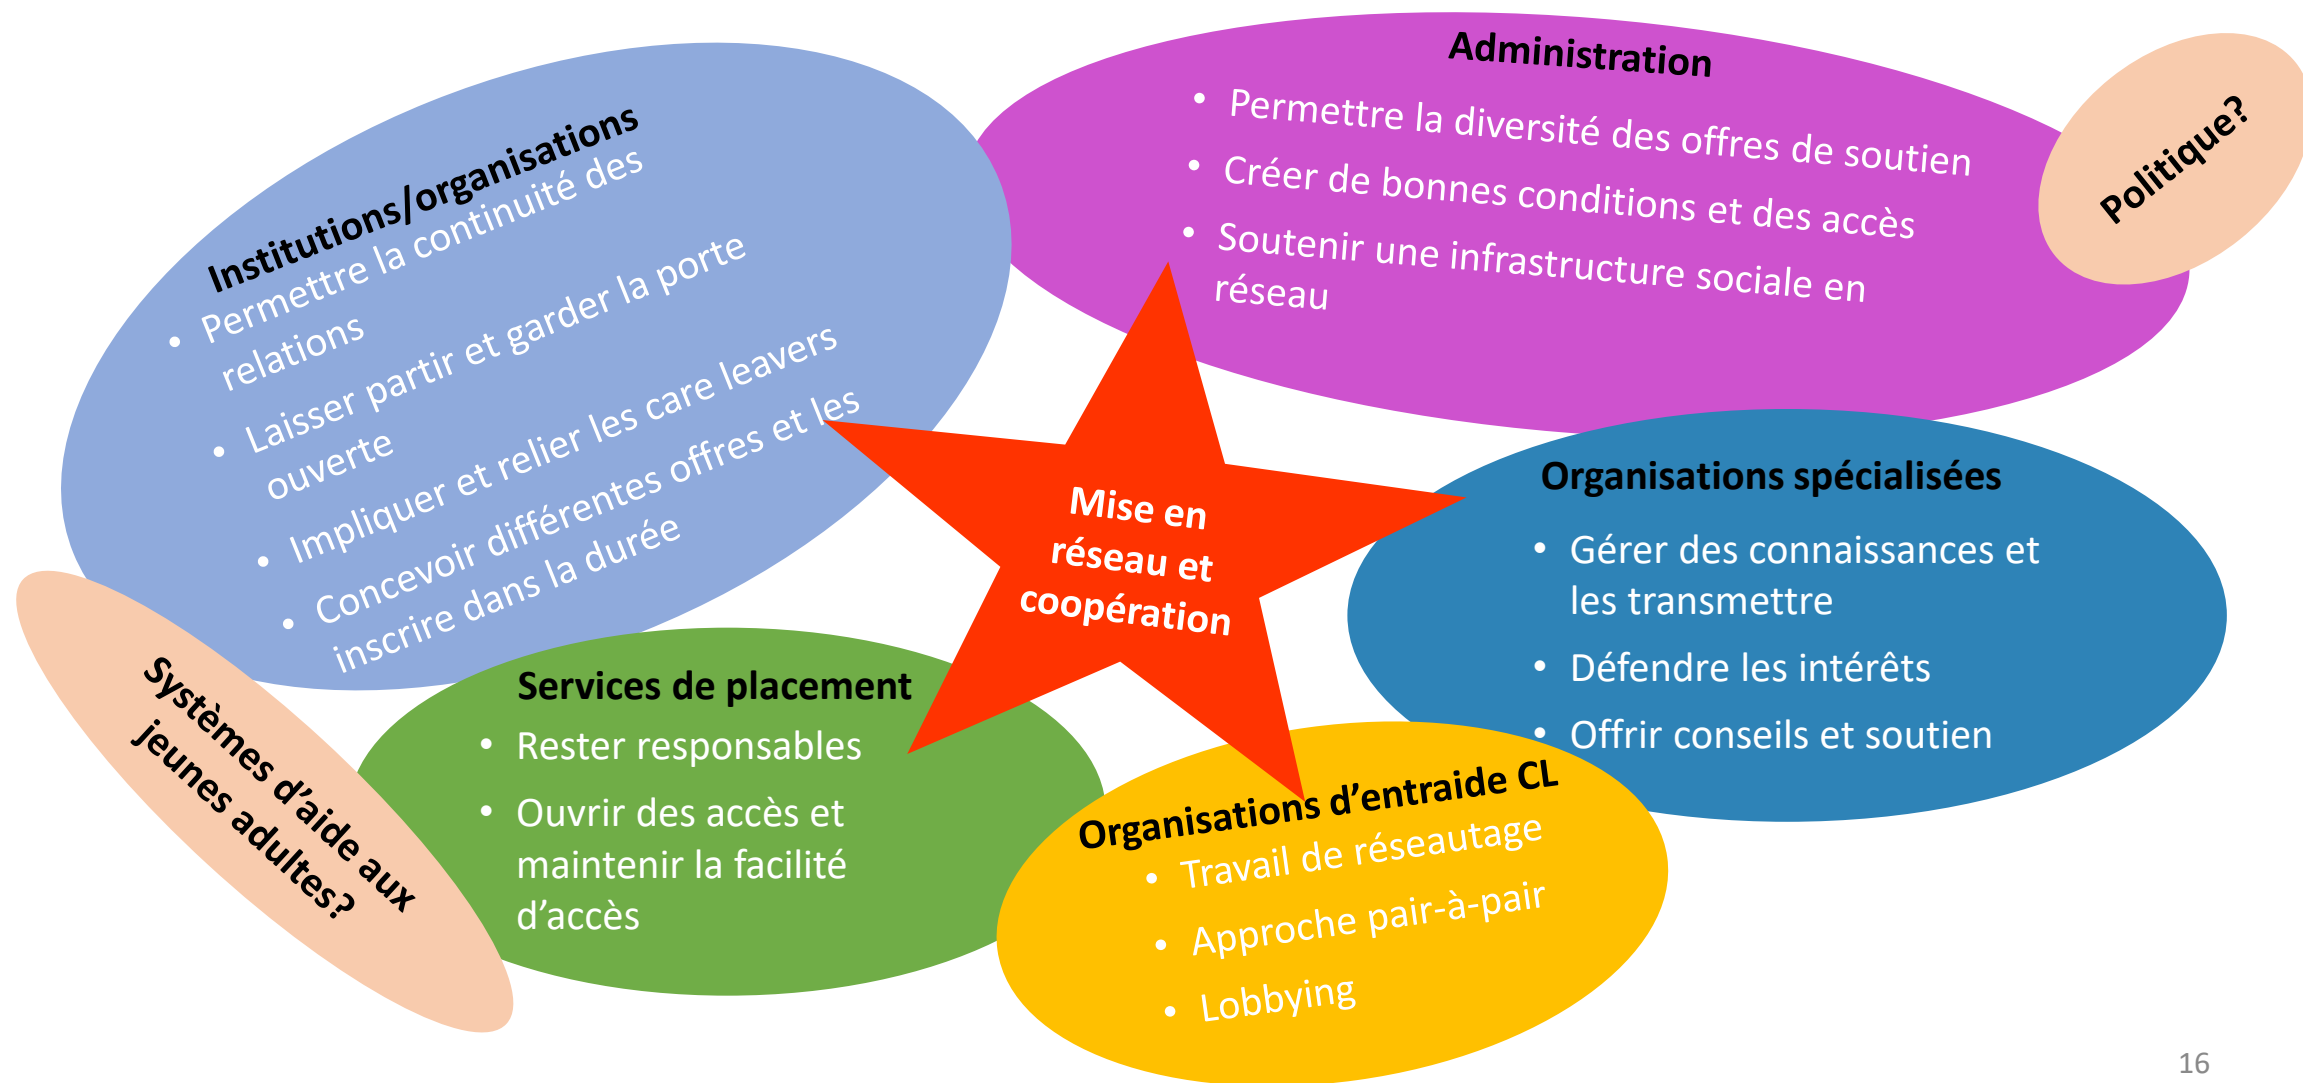 Institutions/organisations
• Permettre la continuité des
relations
• Laisser partir et garder la porte
ouverte
• Impliquer et relier les care leavers
• Concevoir différentes offres et les
inscrire dans la durée
Administration
• Permettre la diversité des offres de soutien
• Créer de bonnes conditions et des accès
• Soutenir une infrastructure sociale en
réseau
Politique?
Mise en
réseau et
coopération
Organisations spécialisées
• Gérer des connaissances et
les transmettre
• Défendre les intérêts
• Offrir conseils et soutien
Systèmes d’aide aux
jeunes adultes?
Services de placement
• Rester responsables
• Ouvrir des accès et
maintenir la facilité
d’accès
Organisations d’entraide CL
• Travail de réseautage
• Approche pair-à-pair
• Lobbying
16